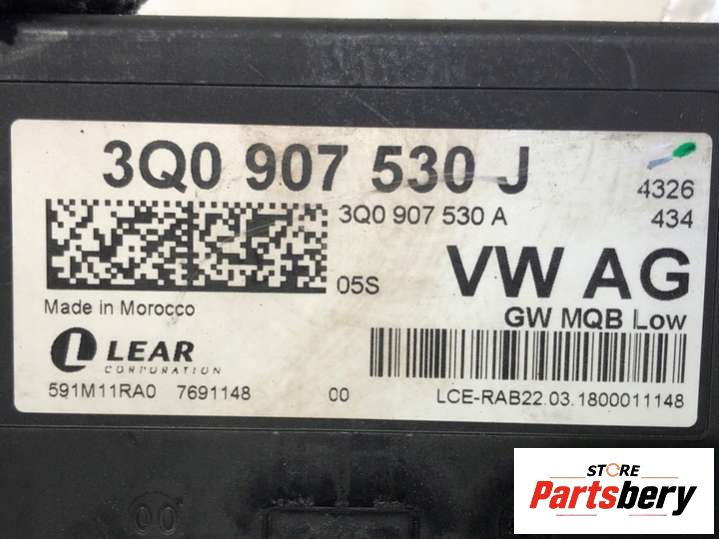 3Q0 907 530 J
4326
3Q0 907 530 A
434
05S
VW AG
Made in Morocco
GW MQB Low
LEAR
CORPORATION
591M11RA0 7691148 00 LCE-RAB22.03.1800011148
00
STORE
Partsbery